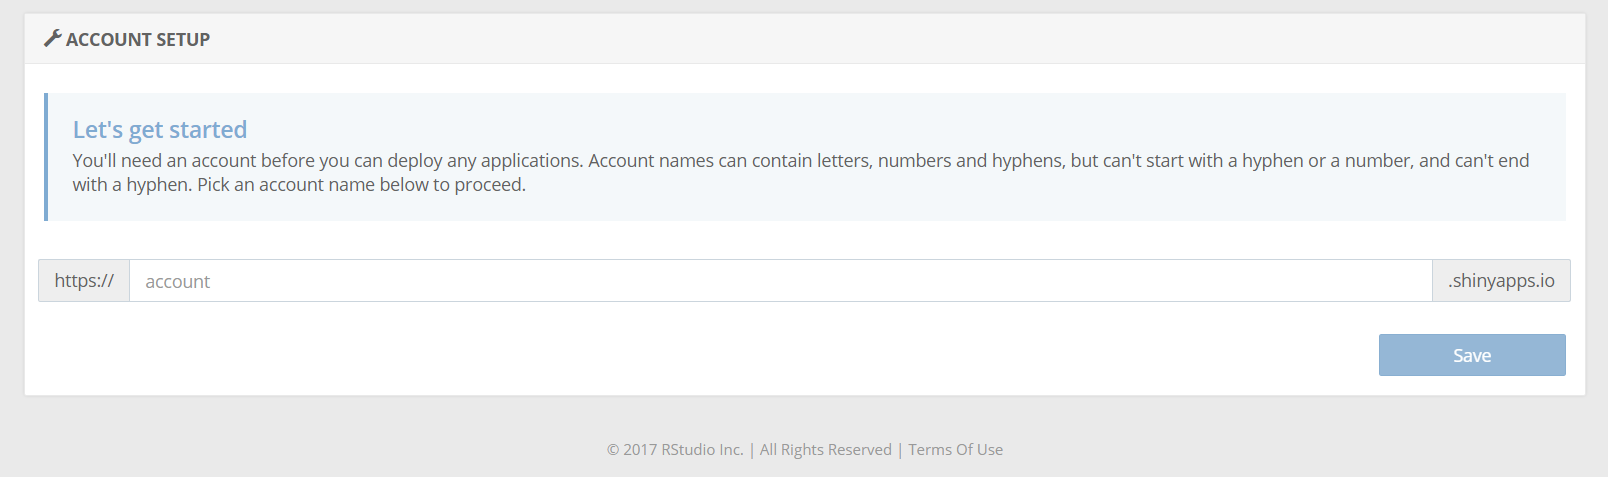 ACCOUNT SETUP
Let's get started
You'll need an account before you can deploy any applications. Account names can contain letters, numbers and hyphens, but can't start with a hyphen or a number, and can't end
with a hyphen. Pick an account name below to proceed.
https:// account .shinyapps.io
Save
© 2017 RStudio Inc. | All Rights Reserved | Terms Of Use